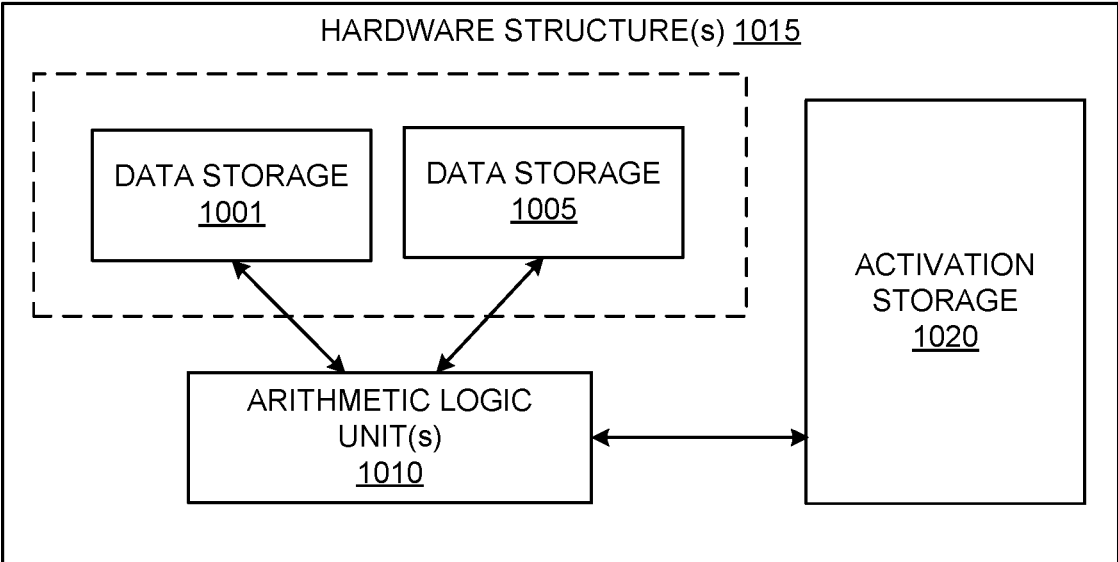 HARDWARE STRUCTURE(s) 1015
DATA STORAGE
1001
DATA STORAGE
1005
ACTIVATION
STORAGE
1020
ARITHMETIC LOGIC
UNIT(s)
1010